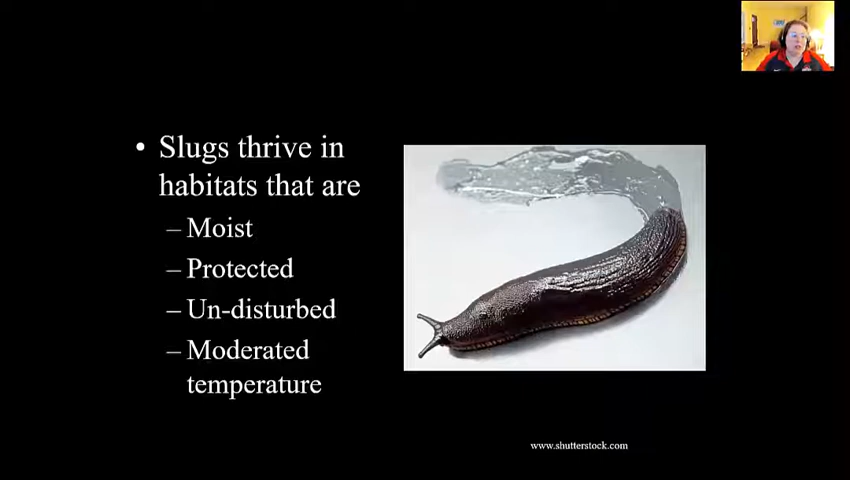 • Slugs thrive in
habitats that are
– Moist
– Protected
– Un-disturbed
– Moderated
temperature
www.shutterstock.com